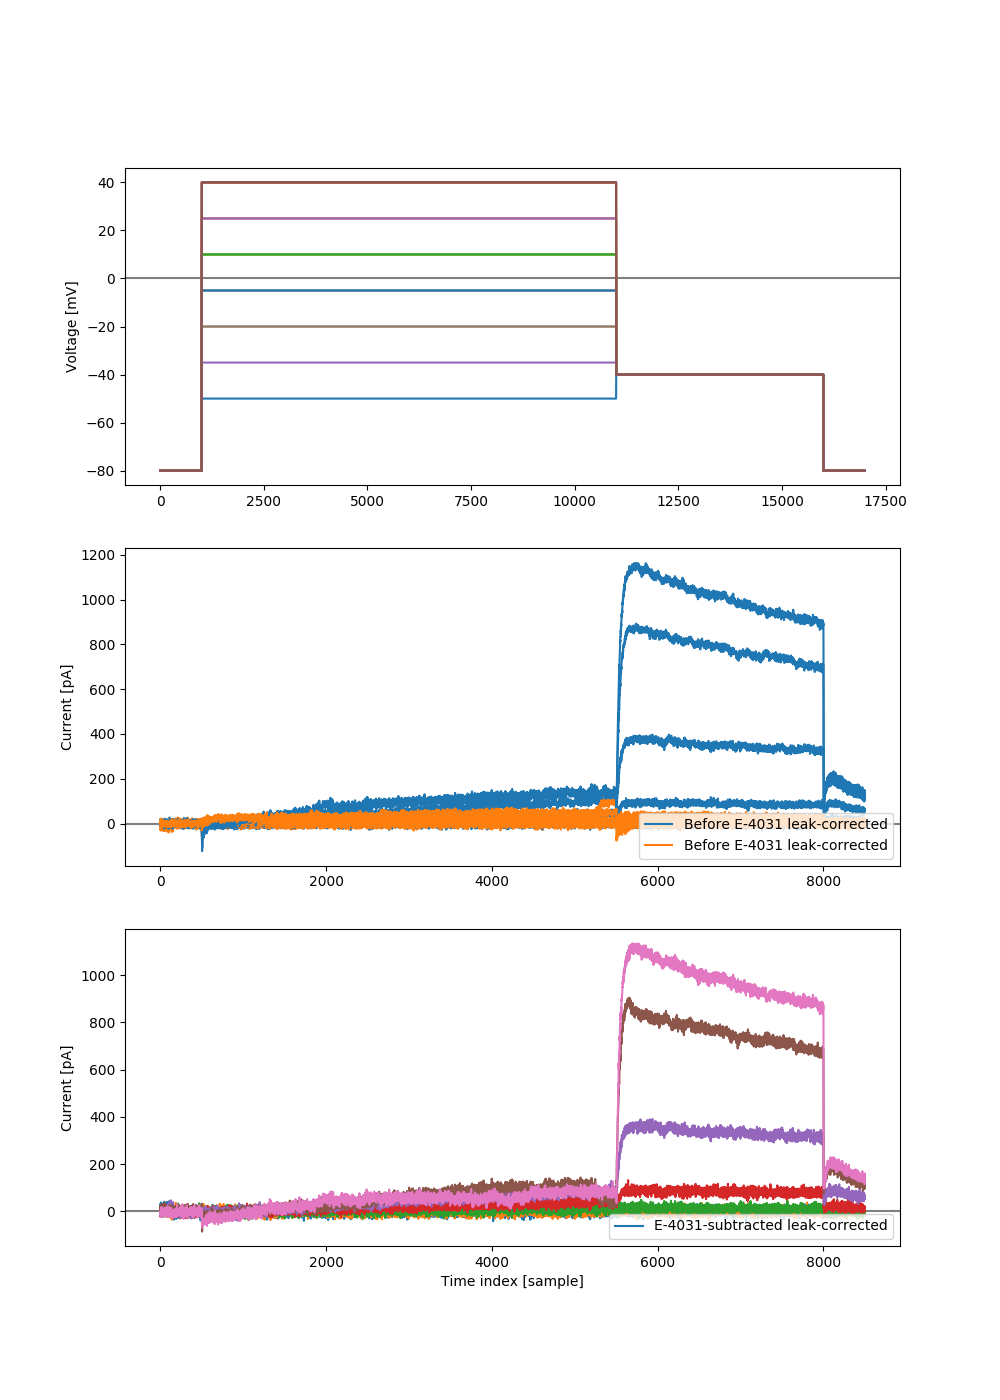 40
20
0
−20
−40
−60
−80
Voltage [mV]
0 2500 5000 7500 10000 12500 15000 17500
1200
1000
800
600
400
200
0
Current [pA]
Before E-4031 leak-corrected
Before E-4031 leak-corrected
0 2000 4000 6000 8000
1000
800
600
400
200
0
Current [pA]
E-4031-subtracted leak-corrected
0 2000 4000 6000 8000
Time index [sample]